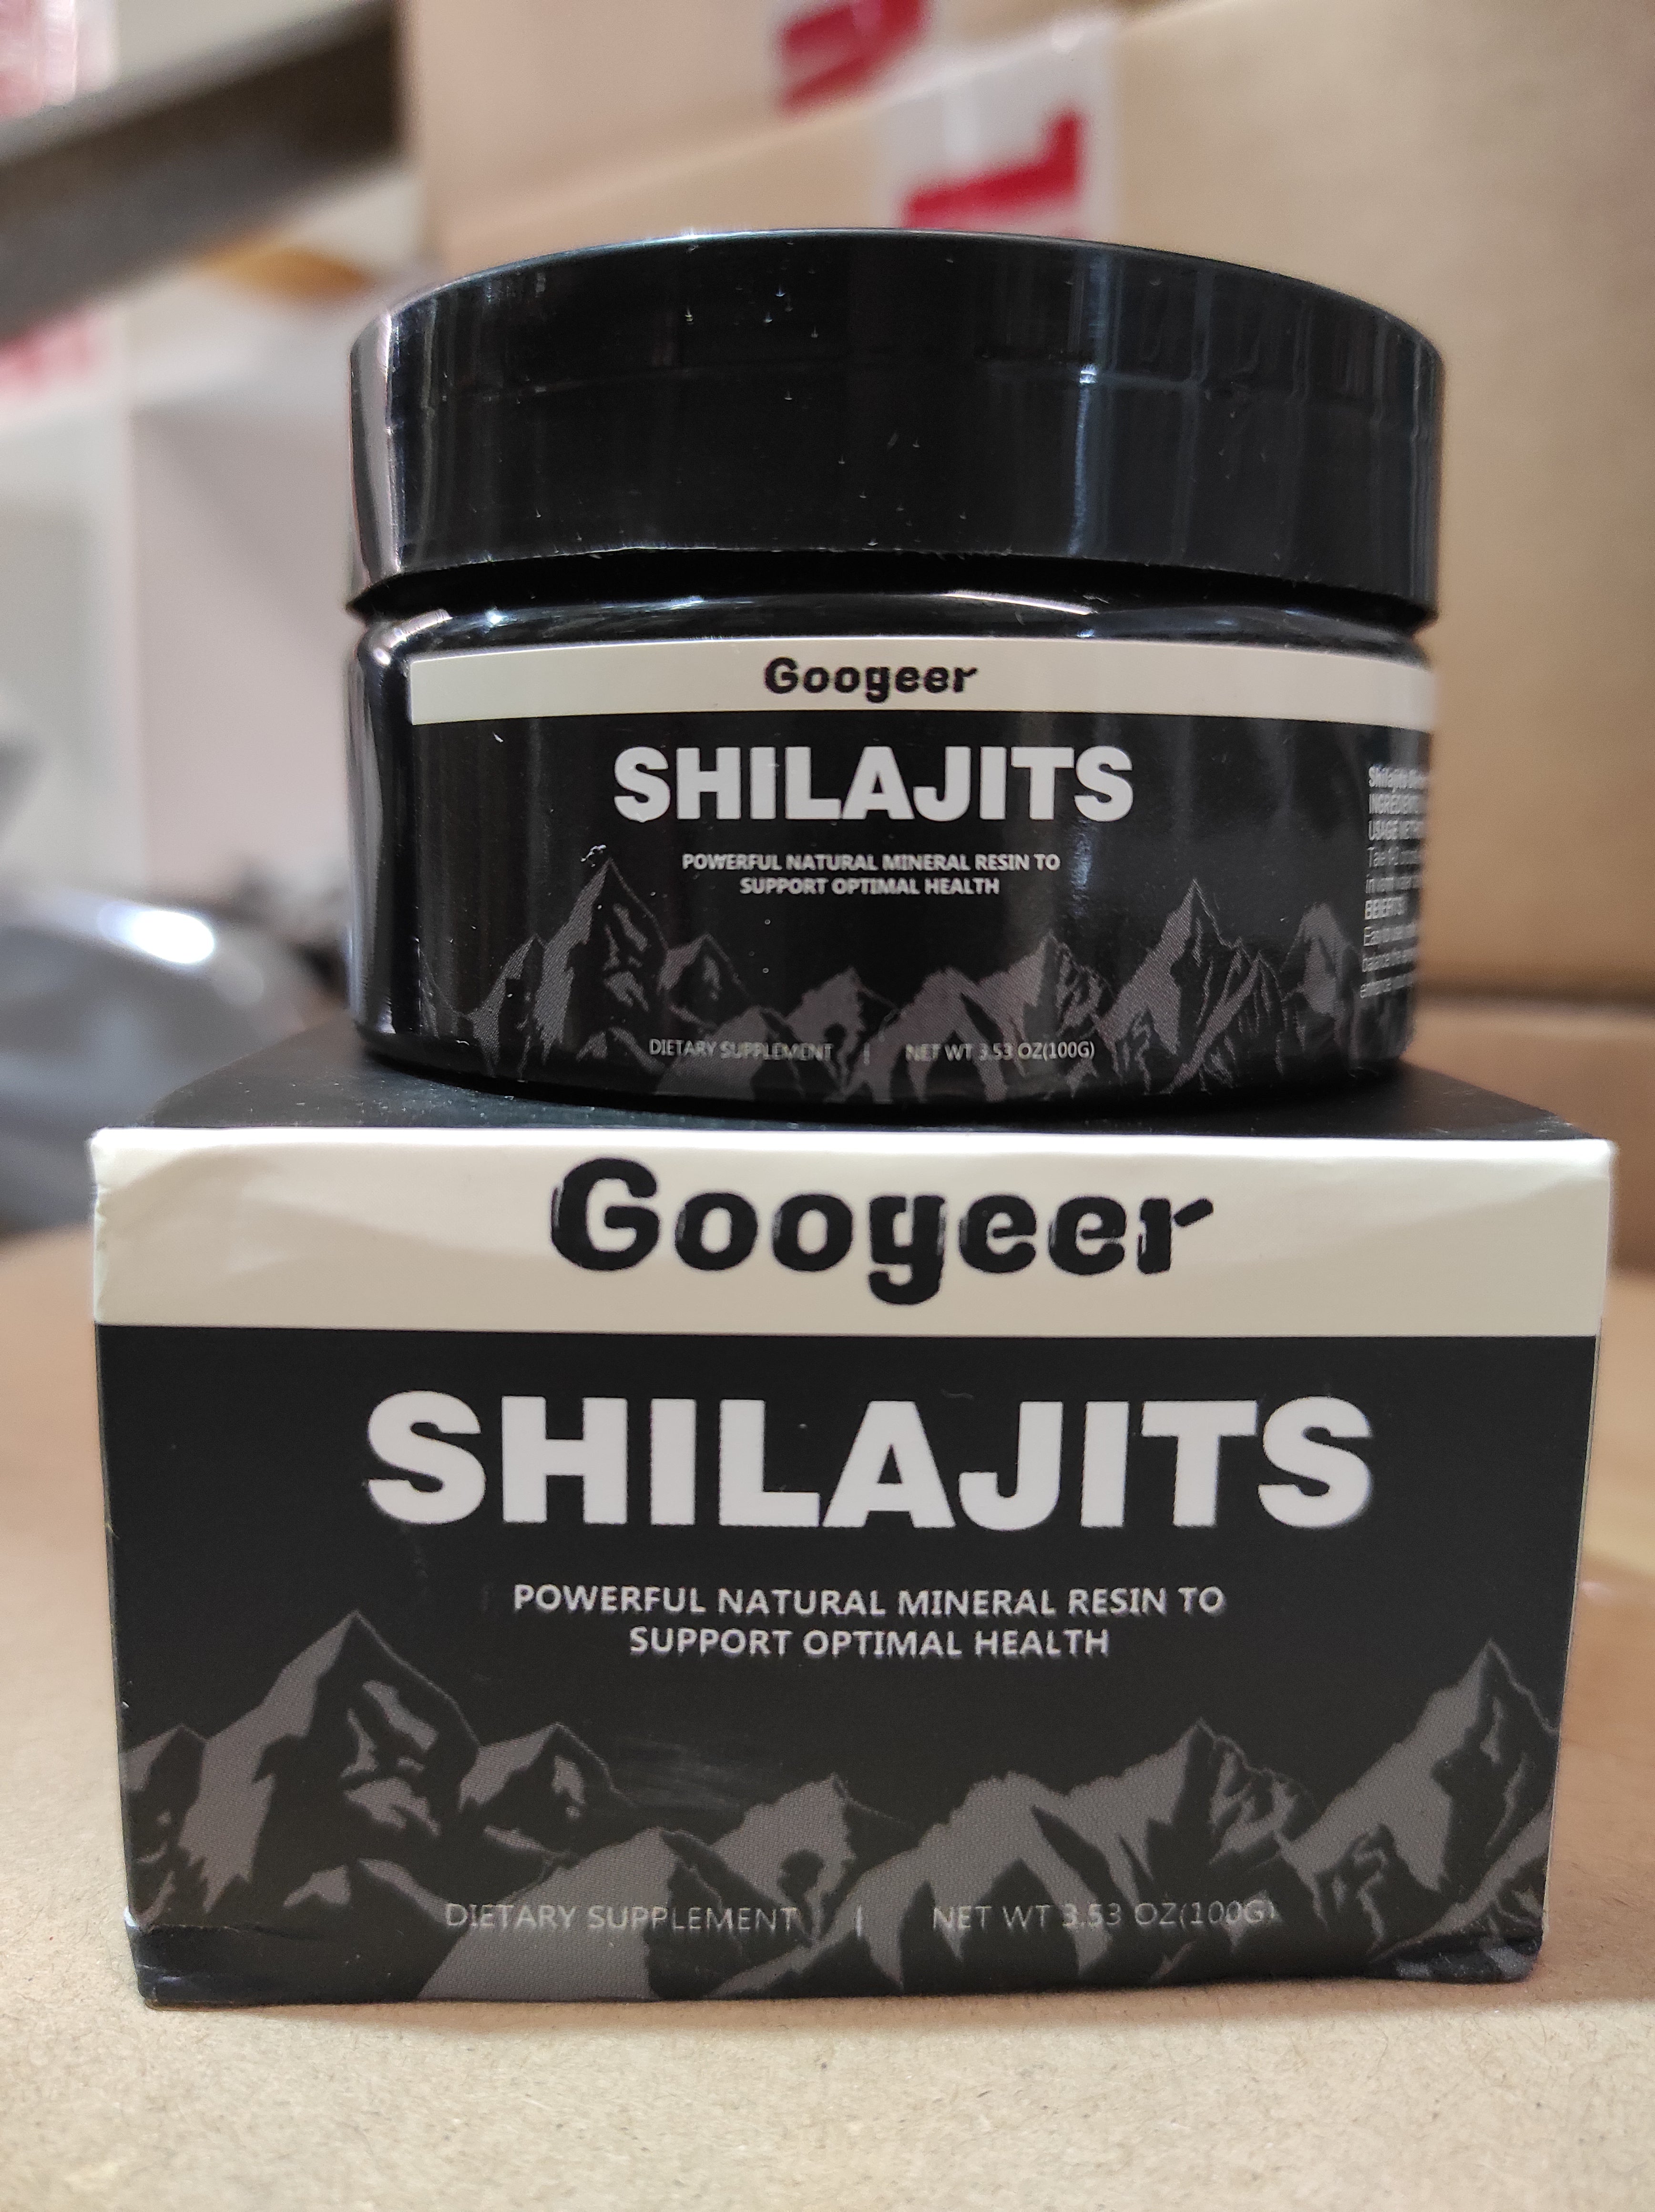 Googeer
SHILAJITS
POWERFUL NATURAL MINERAL RESIN TO
SUPPORT OPTIMAL HEALTH
DIETARY SUPPLEMENT | NET WT 3.53 OZ(100G)
Googeer
SHILAJITS
POWERFUL NATURAL MINERAL RESIN TO
SUPPORT OPTIMAL HEALTH
DIETARY SUPPLEMENT | NET WT 3.53 OZ(100G)